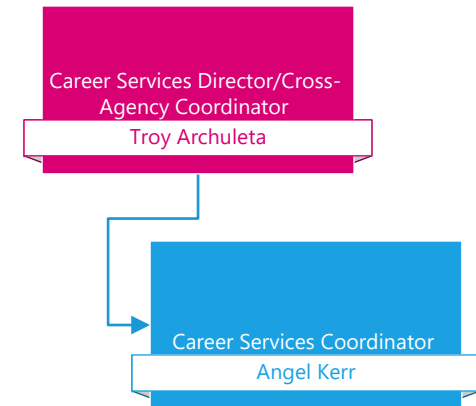 Career Services Director/Cross-
Agency Coordinator
Troy Archuleta
Career Services Coordinator
Angel Kerr